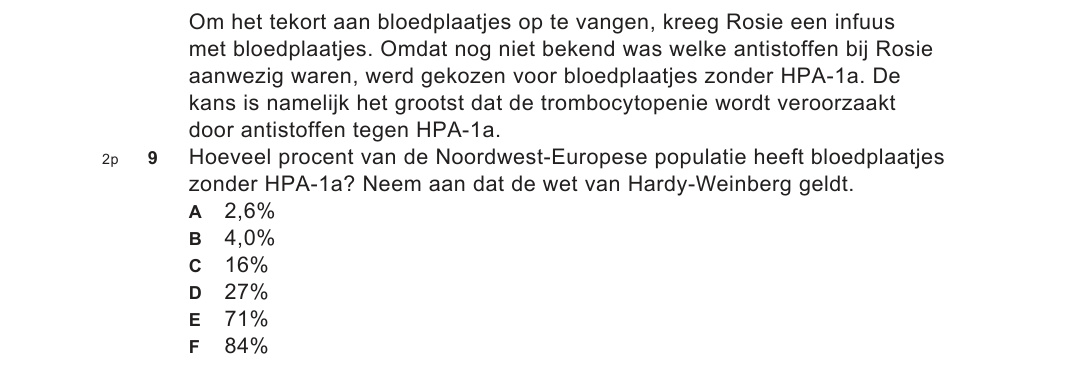 Om het tekort aan bloedplaatjes op te vangen, kreeg Rosie een infuus
met bloedplaatjes. Omdat nog niet bekend was welke antistoffen bij Rosie
aanwezig waren, werd gekozen voor bloedplaatjes zonder HPA-1a. De
kans is namelijk het grootst dat de trombocytopenie wordt veroorzaakt
door antistoffen tegen HPA-1a.
2p 9 Hoeveel procent van de Noordwest-Europese populatie heeft bloedplaatjes
zonder HPA-1a? Neem aan dat de wet van Hardy-Weinberg geldt.
A 2,6%
B 4,0%
C 16%
D 27%
E 71%
F 84%